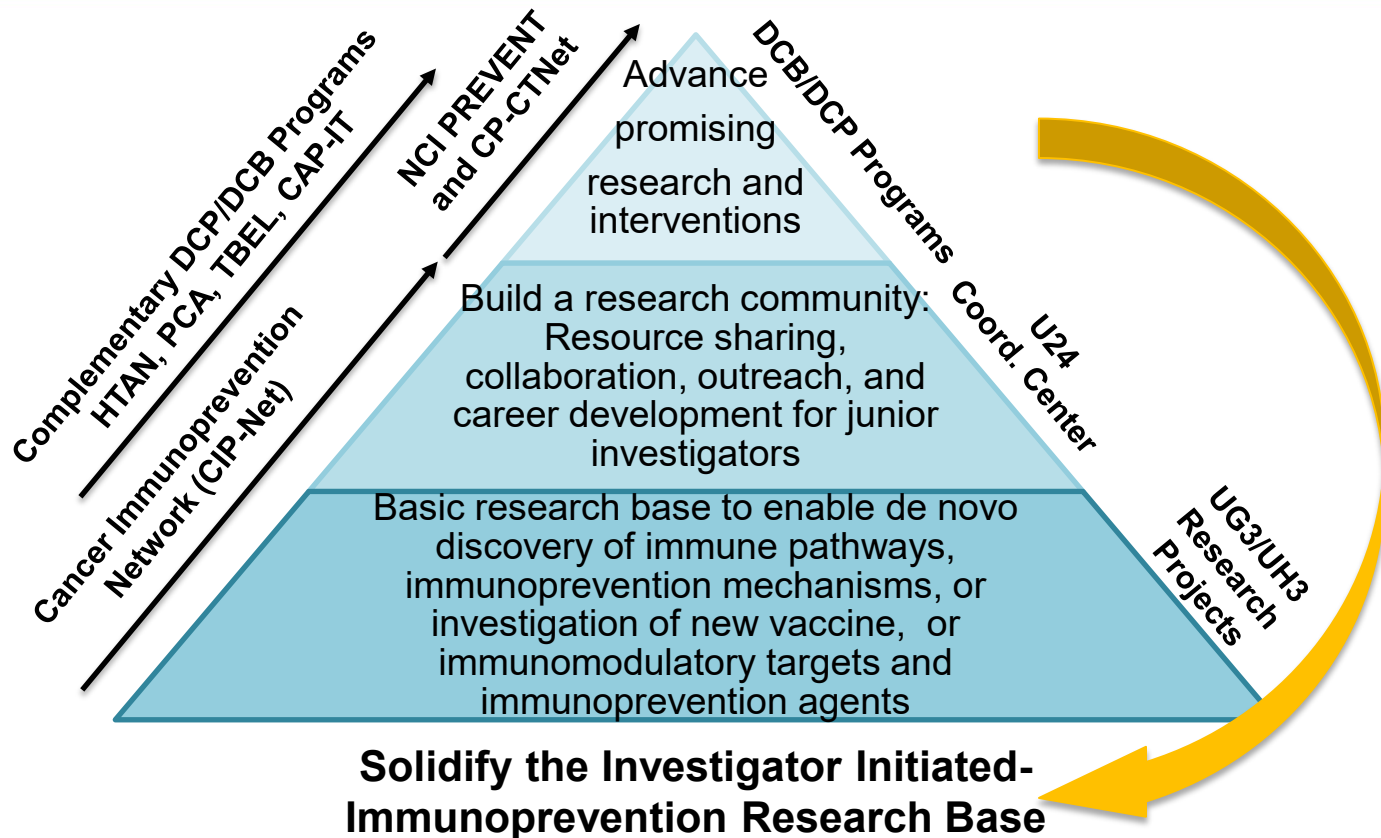 Complementary DCP/DCB Programs
HTAN, PCA, TBEL, CAP-IT
Cancer Immunoprevention
Network (CIP-Net)
NCI PREVENT
and CP-CTNet
Advance
promising
research and
interventions
DCB/DCP Programs
Build a research community:
Resource sharing,
collaboration, outreach, and
career development for junior
investigators
U24
Coord. Center
Basic research base to enable de novo
discovery of immune pathways,
immunoprevention mechanisms, or
investigation of new vaccine, or
immunomodulatory targets and
immunoprevention agents
UG3/UH3
Research
Projects
Solidify the Investigator Initiated-
Immunoprevention Research Base